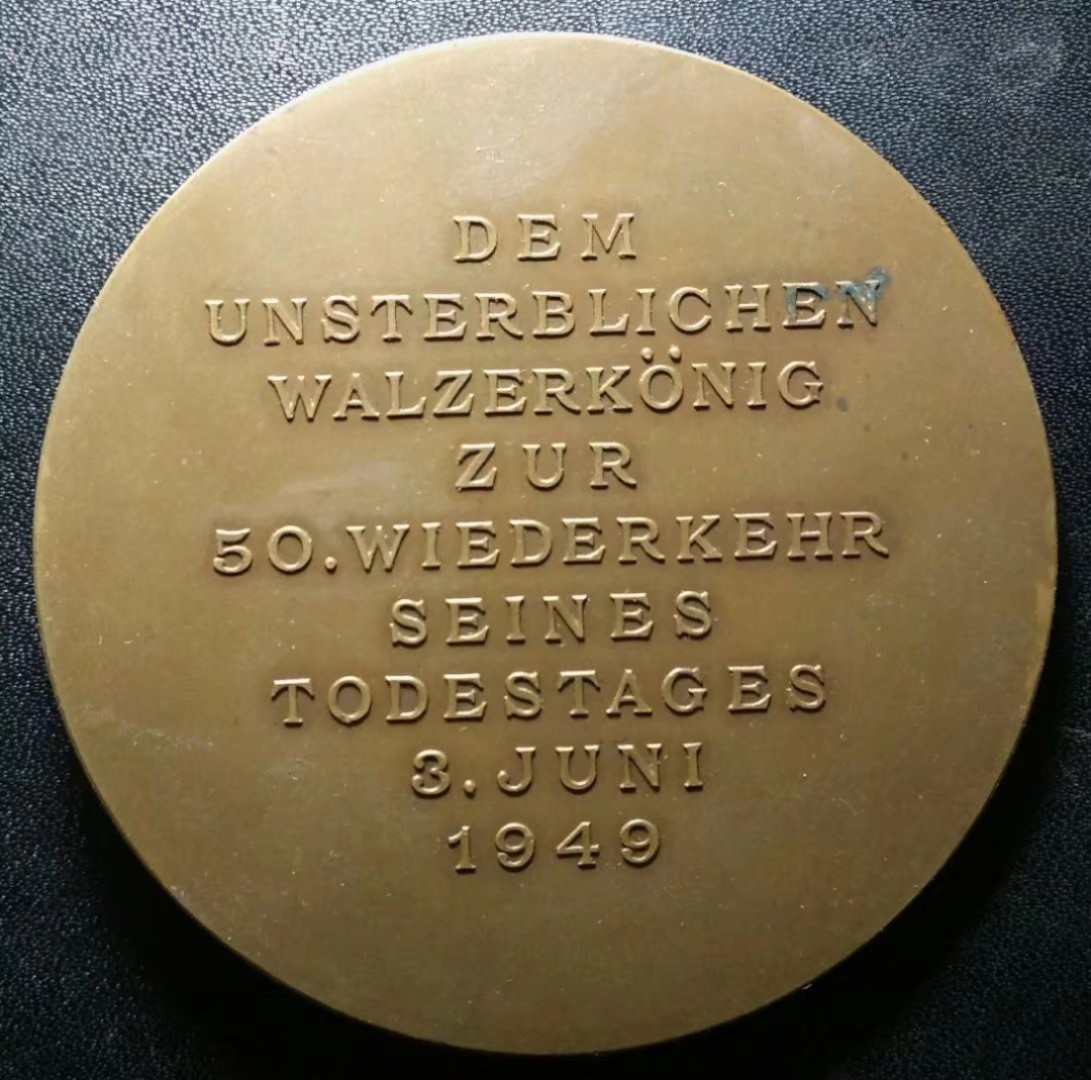 DEM
UNSTERBLICHEN
WALZERKÖNIG
ZUR
50. WIEDERKEHR
SEINES
TODESTAGES
3. JUNI
1949